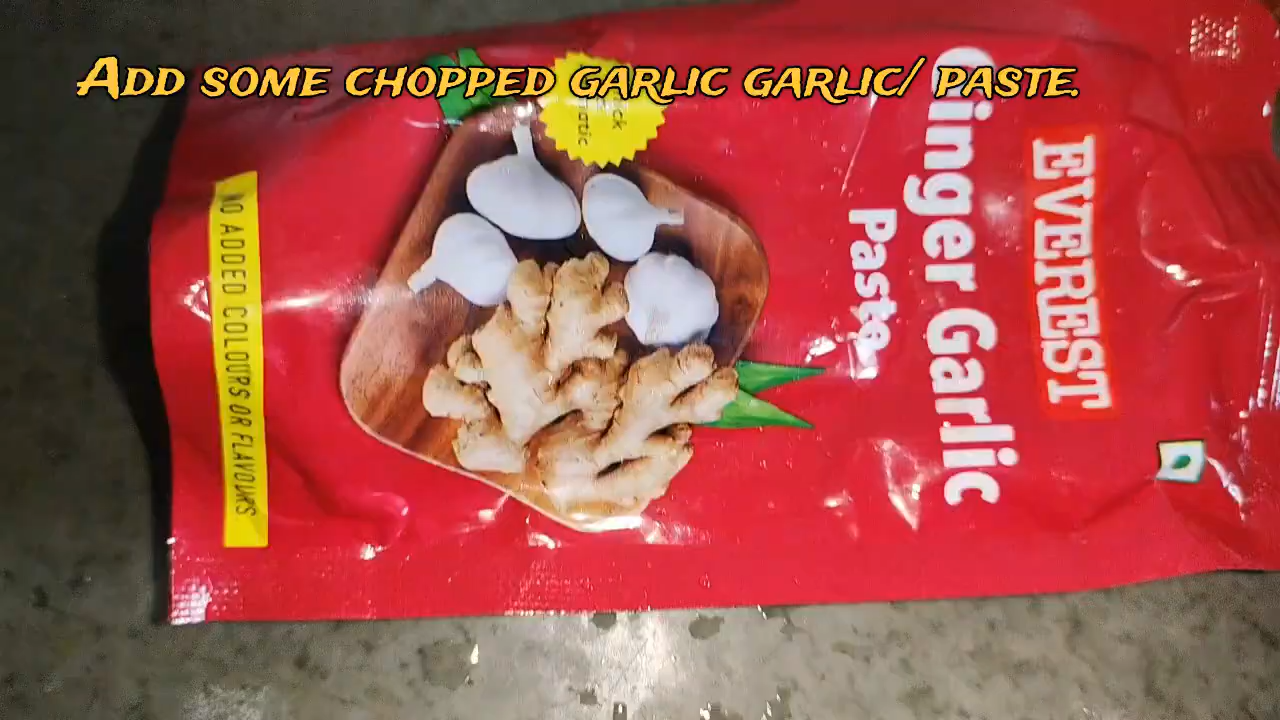 Add some chopped garlic garlic/ paste.
EVEREST
Ginger Garlic
Paste
NO ADDED COLOURS OR FLAVOURS